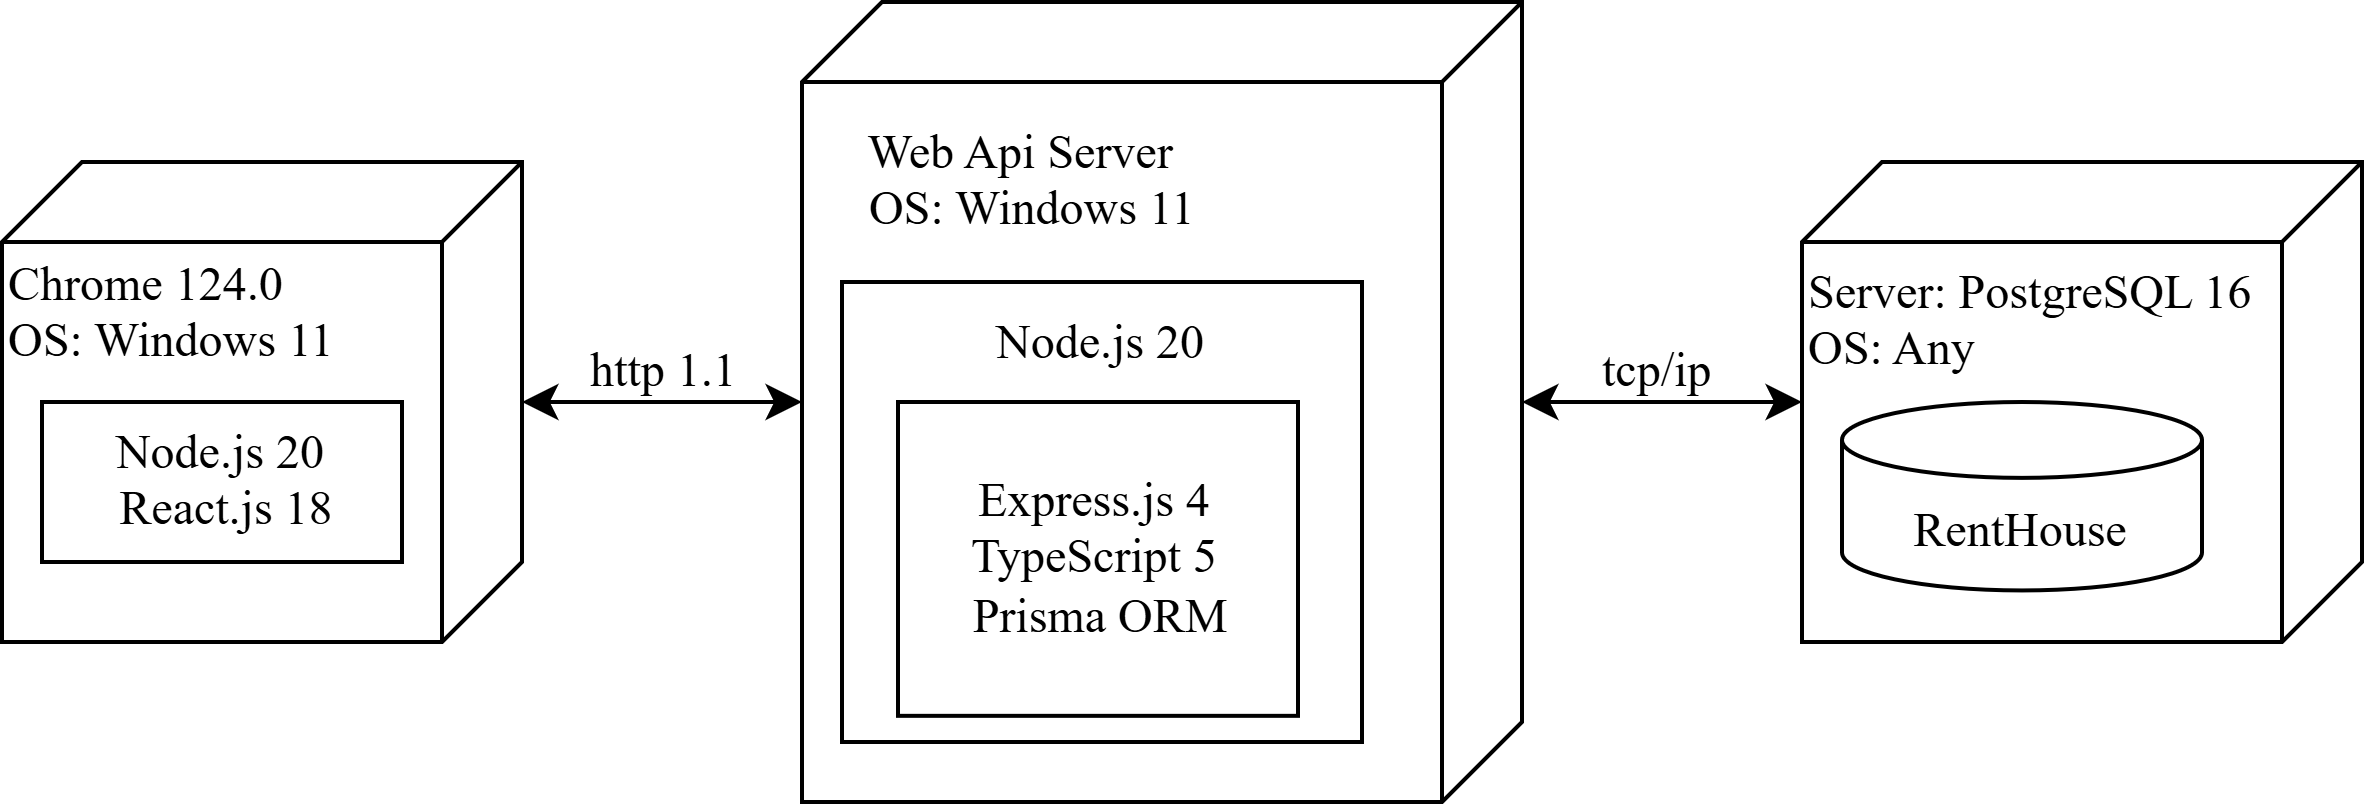 Chrome 124.0
OS: Windows 11
Node.js 20
React.js 18
http 1.1
Web Api Server
OS: Windows 11
Node.js 20
Express.js 4
TypeScript 5
Prisma ORM
tcp/ip
Server: PostgreSQL 16
OS: Any
RentHouse